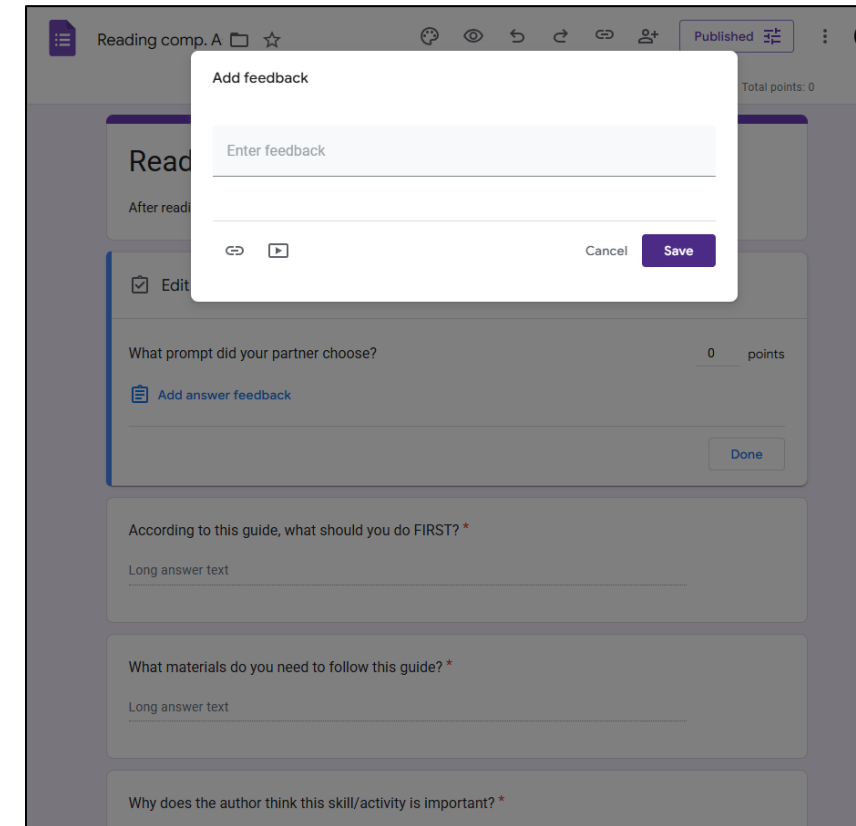 Reading comp. A
Published
Total points: 0
Add feedback
Enter feedback
Cancel
Save
Read
After readi
Edit
What prompt did your partner choose?
0 points
Add answer feedback
Done
According to this guide, what should you do FIRST? *
Long answer text
What materials do you need to follow this guide? *
Long answer text
Why does the author think this skill/activity is important? *